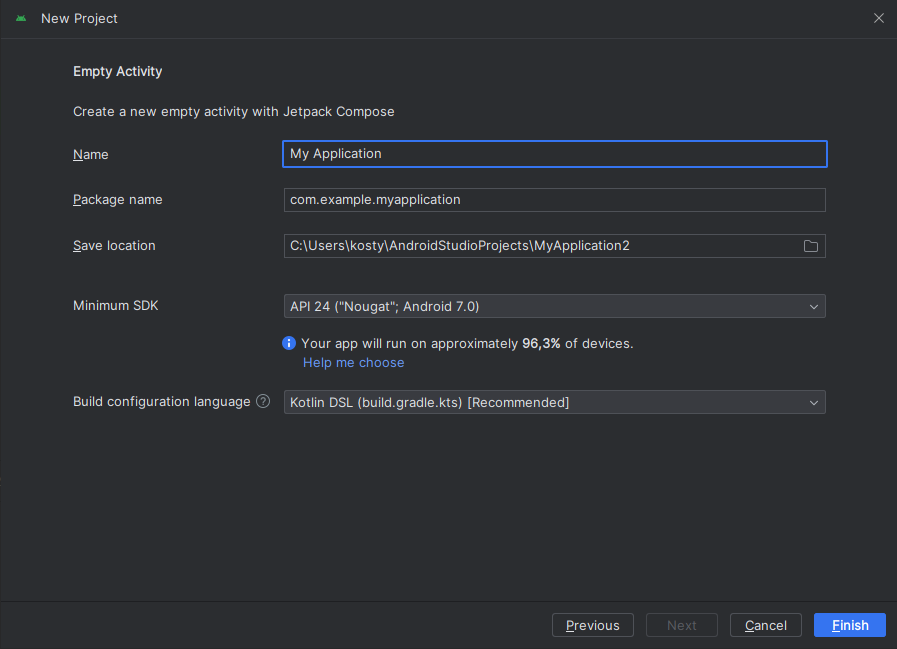 New Project
Empty Activity
Create a new empty activity with Jetpack Compose
Name My Application
Package name com.example.myapplication
Save location C:\Users\kosty\AndroidStudioProjects\MyApplication2
Minimum SDK API 24 ("Nougat"; Android 7.0)
Your app will run on approximately 96,3% of devices.
Help me choose
Build configuration language ? Kotlin DSL (build.gradle.kts) [Recommended]
Previous Next Cancel Finish